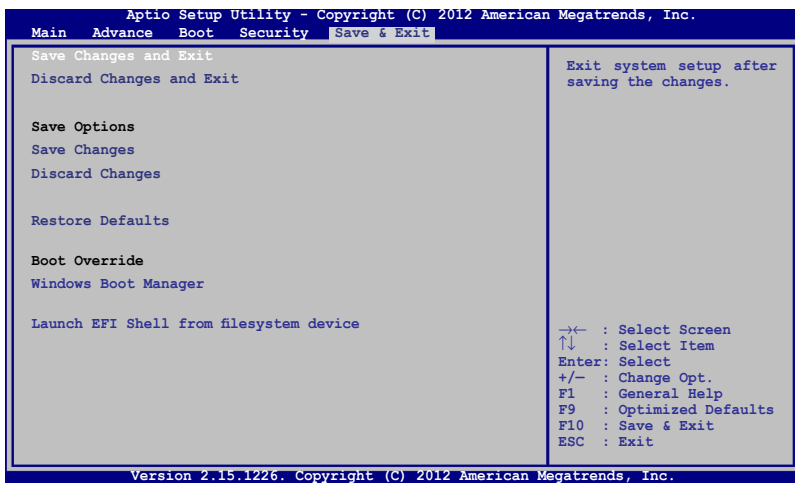 Aptio Setup Utility - Copyright (C) 2012 American Megatrends, Inc.
Main Advance Boot Security Save & Exit
Save Changes and Exit
Discard Changes and Exit
Save Options
Save Changes
Discard Changes
Restore Defaults
Boot Override
Windows Boot Manager
Launch EFI Shell from filesystem device
Exit system setup after
saving the changes.
→← : Select Screen
↑↓ : Select Item
Enter: Select
+/— : Change Opt.
F1 : General Help
F9 : Optimized Defaults
F10 : Save & Exit
ESC : Exit
Version 2.15.1226. Copyright (C) 2012 American Megatrends, Inc.